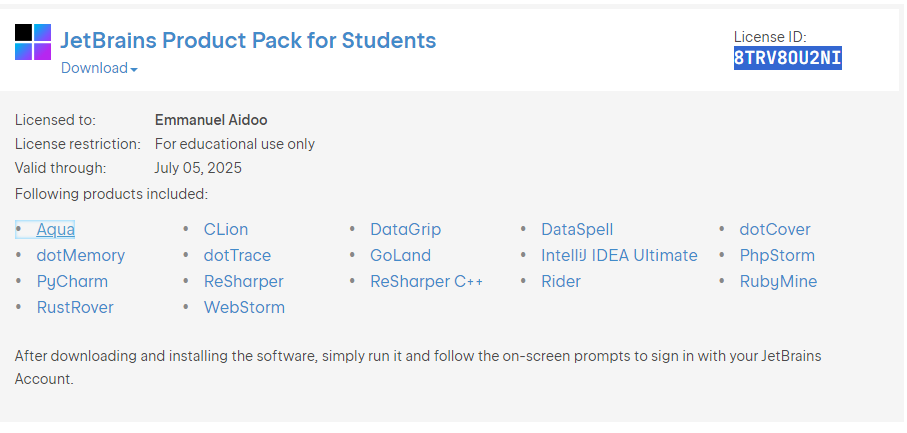 JetBrains Product Pack for Students
Download
License ID:
8TRV8OU2NI
Licensed to: Emmanuel Aidoo
License restriction: For educational use only
Valid through: July 05, 2025
Following products included:
• Aqua • CLion • DataGrip • DataSpell • dotCover
• dotMemory • dotTrace • GoLand • IntelliJ IDEA Ultimate • PhpStorm
• PyCharm • ReSharper • ReSharper C++ • Rider • RubyMine
• RustRover • WebStorm
After downloading and installing the software, simply run it and follow the on-screen prompts to sign in with your JetBrains
Account.